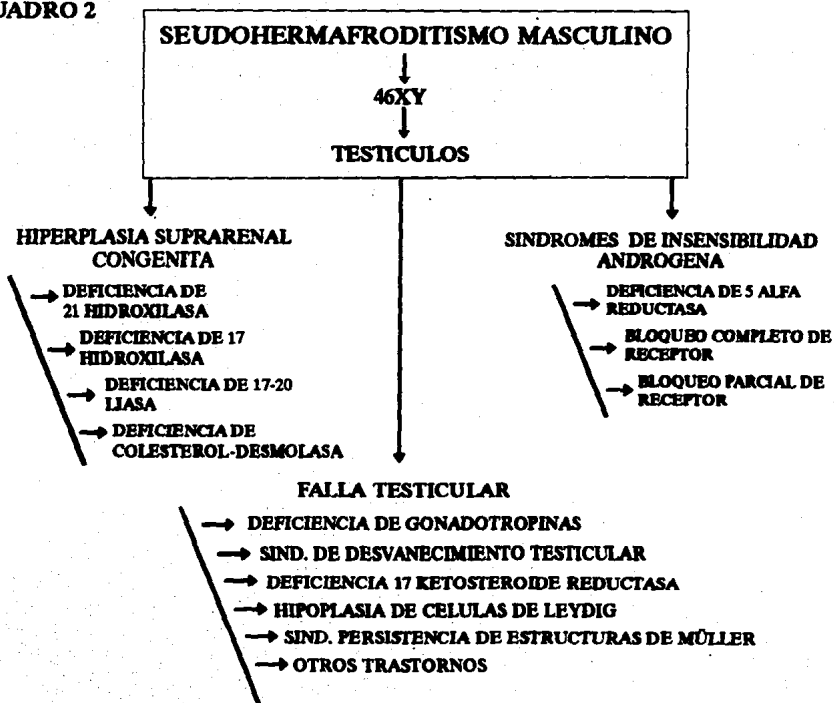 UADRO 2
SEUDOHERMAFRODITISMO MASCULINO
46XY
TESTICULOS
HIPERPLASIA SUPRARENAL
CONGENITA
DEFICIENCIA DE
21 HIDROXILASA
DEFICIENCIA DE 17
HIDROXILASA
DEFICIENCIA DE 17-20
LIASA
DEFICIENCIA DE
COLESTEROL-DESMOLASA
SINDROMES DE INSENSIBILIDAD
ANDROGENA
DEFICIENCIA DE 5 ALFA
REDUCTASA
BLOQUEO COMPLETO DE
RECEPTOR
BLOQUEO PARCIAL DE
RECEPTOR
FALLA TESTICULAR
DEFICIENCIA DE GONADOTROPINAS
SIND. DE DESVANECIMIENTO TESTICULAR
DEFICIENCIA 17 KETOSTEROIDE REDUCTASA
HIPOPLASIA DE CELULAS DE LEYDIG
SIND. PERSISTENCIA DE ESTRUCTURAS DE MÜLLER
OTROS TRASTORNOS